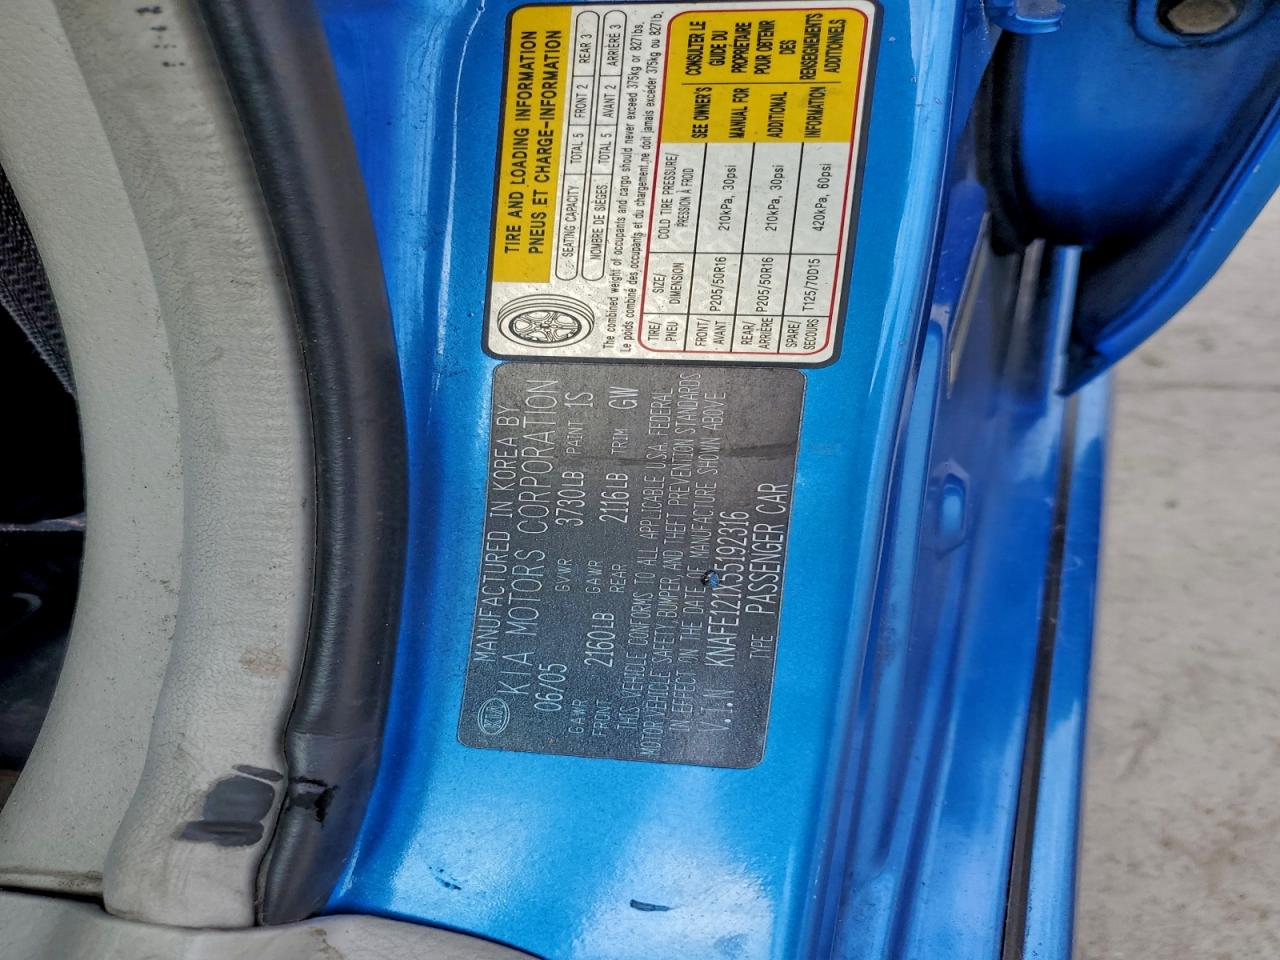 TIRE AND LOADING INFORMATION
PNEUS ET CHARGE-INFORMATION
SEATING CAPACITY TOTAL 5 FRONT 2 REAR 3
NOMBRE DE SIÈGES: TOTAL 5 AVANT 2 ARRIÈRE 3
The combined weight of occupants and cargo should never exceed 375kg or 827lbs.
Le poids combiné des occupants et du chargement ne doit jamais excéder 375kg ou 827lb.
TIRE/ PNEU SIZE/ DIMENSION COLD TIRE PRESSURE/ PRESSION À FROID
FRONT/ AVANT P205/50R16 210kPa, 30psi
REAR/ ARRIÈRE P205/50R16 210kPa, 30psi
SPARE/ SECOURS T125/70D15 420kPa, 60psi
SEE OWNER'S
MANUAL FOR
ADDITIONAL
INFORMATION
CONSULTER LE
GUIDE DU
PROPRIÉTAIRE
POUR OBTENIR
DES
RENSEIGNEMENTS
ADDITIONNELS
MANUFACTURED IN KOREA BY
KIA MOTORS CORPORATION
06/05 GVWR 3730LB PAINT 1S
GAWR FRONT 2160LB GAWR REAR 2116LB TRIM GW
THIS VEHICLE CONFORMS TO ALL APPLICABLE U.S.A. FEDERAL
MOTOR VEHICLE SAFETY, BUMPER, AND THEFT PREVENTION STANDARDS
IN EFFECT ON THE DATE OF MANUFACTURE SHOWN ABOVE
V.I.N KNAFE121X55192316
TYPE PASSENGER CAR